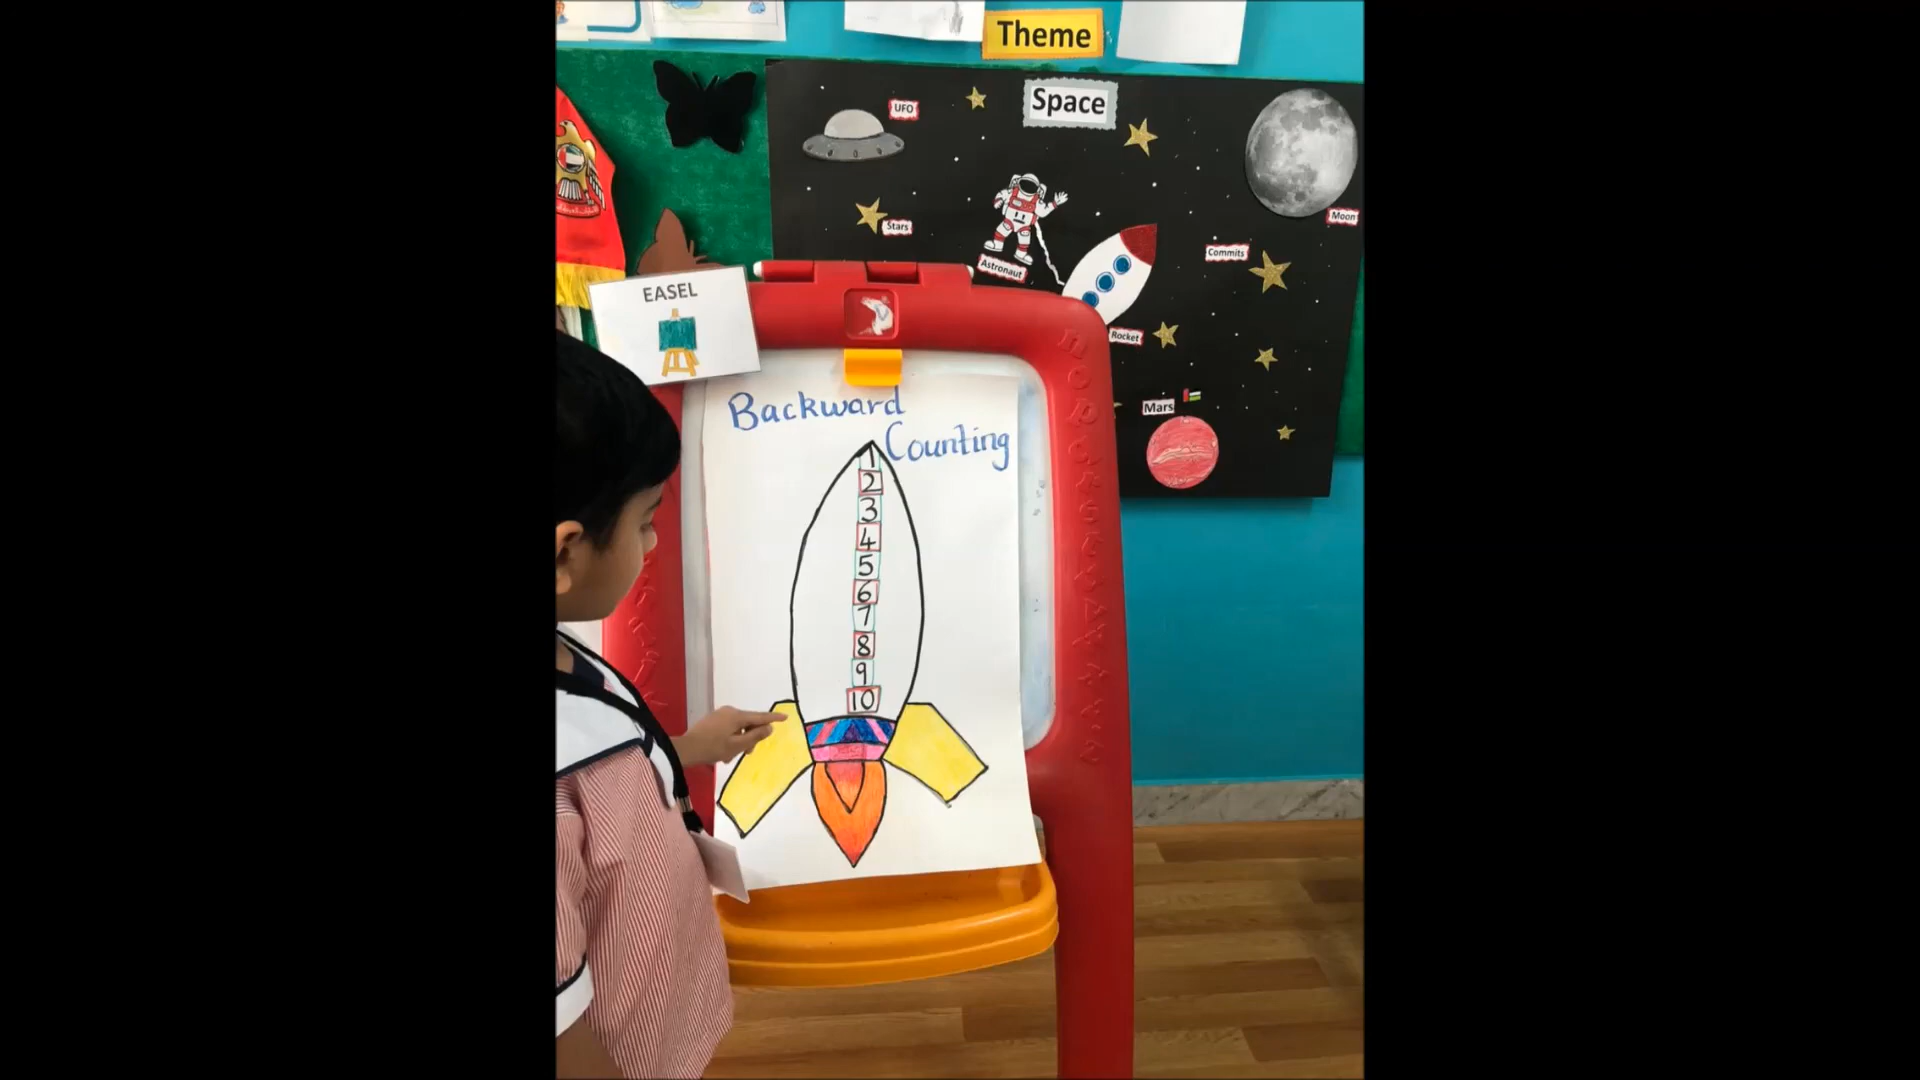 Theme
Space
UFO
Stars
Astronaut
Moon
Commits
Rocket
Mars
EASEL
Backward
Counting
1
2
3
4
5
6
7
8
9
10